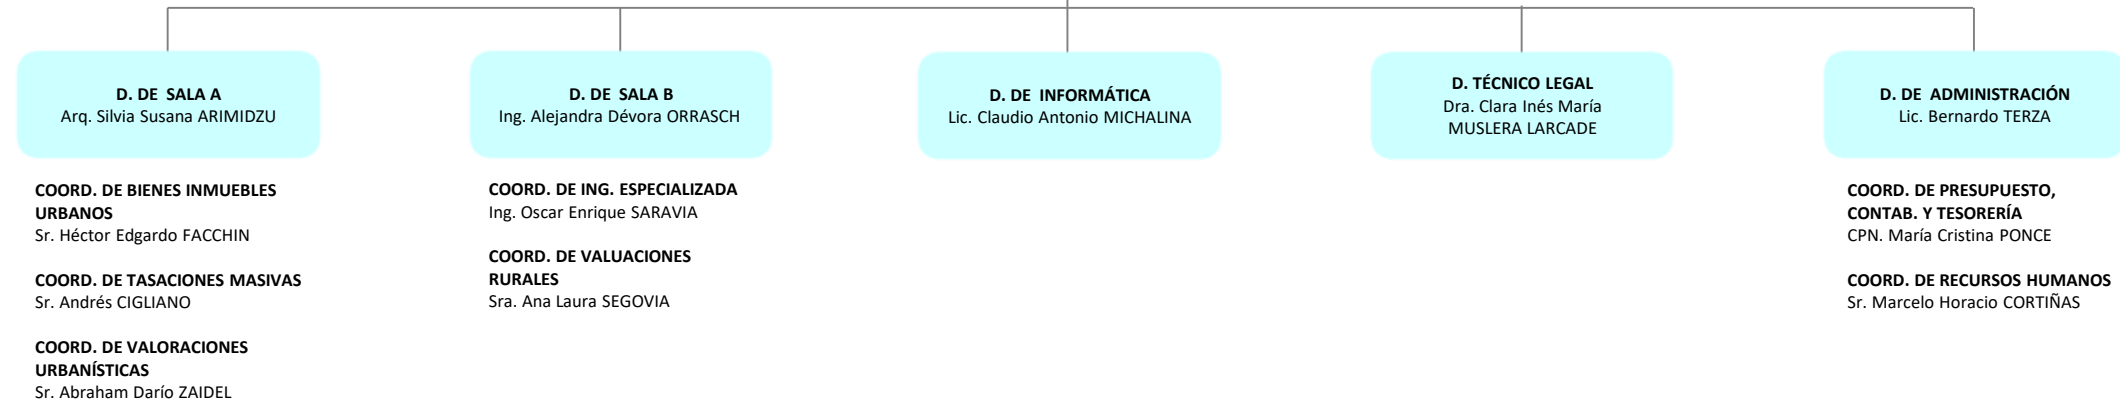 D. DE SALA A
Arq. Silvia Susana ARIMIDZU
COORD. DE BIENES INMUEBLES
URBANOS
Sr. Héctor Edgardo FACCHIN
COORD. DE TASACIONES MASIVAS
Sr. Andrés CIGLIANO
COORD. DE VALORACIONES
URBANÍSTICAS
Sr. Abraham Darío ZAIDEL
D. DE SALA B
Ing. Alejandra Dévora ORRASCH
COORD. DE ING. ESPECIALIZADA
Ing. Oscar Enrique SARAVIA
COORD. DE VALUACIONES
RURALES
Sra. Ana Laura SEGOVIA
D. DE INFORMÁTICA
Lic. Claudio Antonio MICHALINA
D. TÉCNICO LEGAL
Dra. Clara Inés María
MUSLERA LARCADE
D. DE ADMINISTRACIÓN
Lic. Bernardo TERZA
COORD. DE PRESUPUESTO,
CONTAB. Y TESORERÍA
CPN. María Cristina PONCE
COORD. DE RECURSOS HUMANOS
Sr. Marcelo Horacio CORTIÑAS